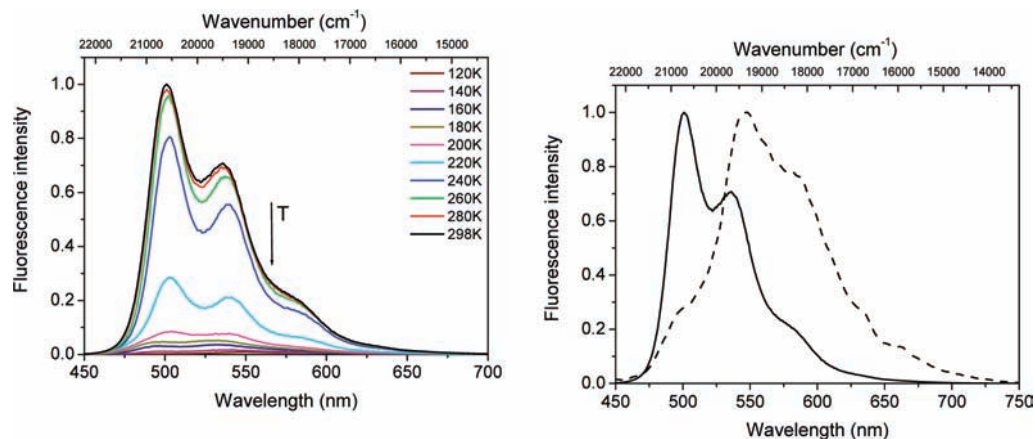 Wavenumber (cm⁻¹)
22000 21000 20000 19000 18000 17000 16000 15000
Fluorescence intensity
1.0
0.8
0.6
0.4
0.2
0.0
120K
140K
160K
180K
200K
220K
240K
260K
280K
298K
T
450 500 550 600 650 700
Wavelength (nm)
Wavenumber (cm⁻¹)
22000 21000 20000 19000 18000 17000 16000 15000 14000
Fluorescence intensity
1.0
0.8
0.6
0.4
0.2
0.0
450 500 550 600 650 700 750
Wavelength (nm)